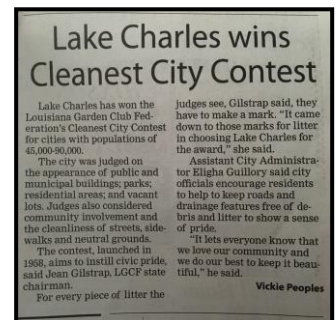 Lake Charles wins
Cleanest City Contest
Lake Charles has won the
Louisiana Garden Club Fed-
eration's Cleanest City Contest
for cities with populations of
45,000-90,000.
The city was judged on
the appearance of public and
municipal buildings; parks;
residential areas; and vacant
lots. Judges also considered
community involvement and
the cleanliness of streets, side-
walks and neutral grounds.
The contest, launched in
1958, aims to instill civic pride,
said Jean Gilstrap, LGCF state
chairman.
For every piece of litter the
judges see, Gilstrap said, they
have to make a mark. "It came
down to those marks for litter
in choosing Lake Charles for
the award," she said.
Assistant City Administra-
tor Eligha Guillory said city
officials encourage residents
to help to keep roads and
drainage features free of de-
bris and litter to show a sense
of pride.
"It lets everyone know that
we love our community and
we do our best to keep it beau-
tiful," he said.
Vickie Peoples